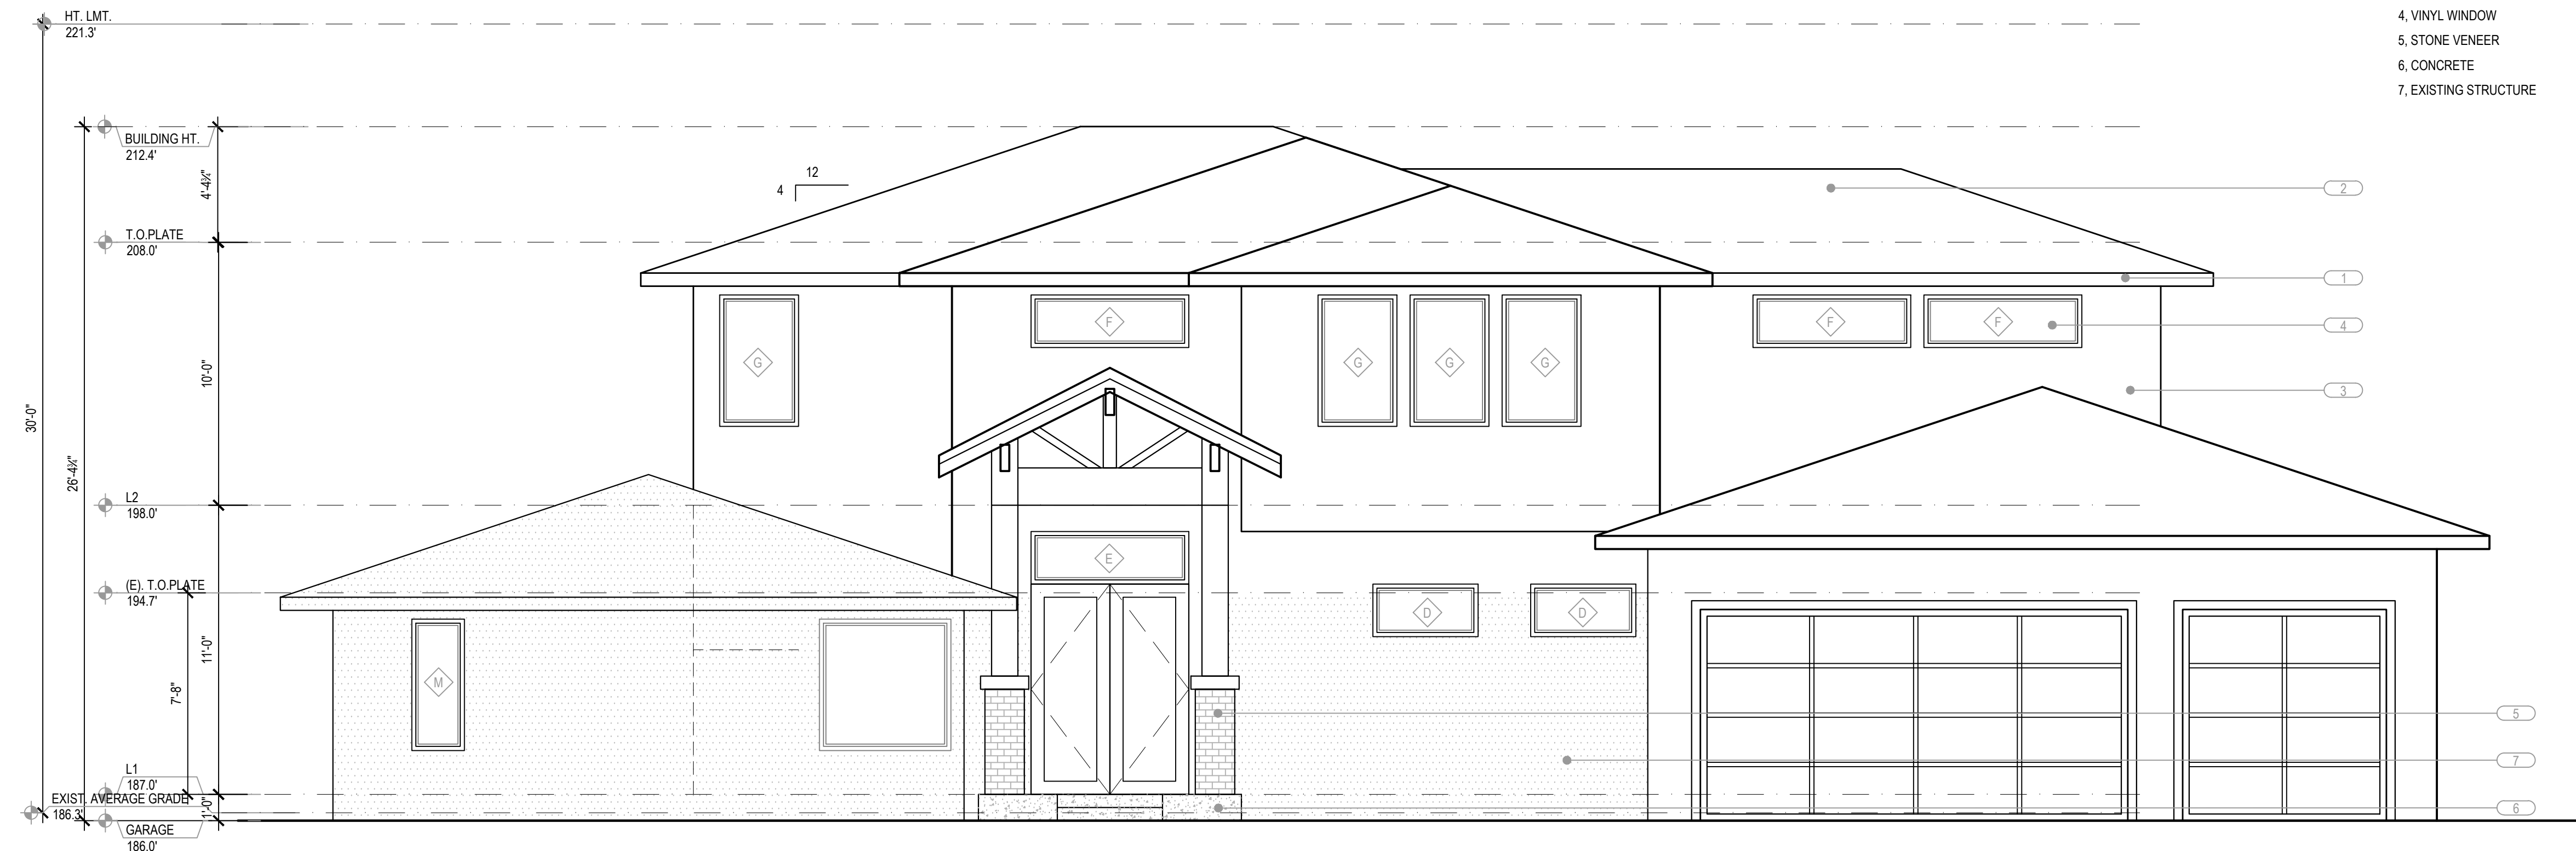 HT. LMT.
221.3'
4, VINYL WINDOW
5, STONE VENEER
6, CONCRETE
7, EXISTING STRUCTURE
BUILDING HT.
212.4'
4'-4¾"
12
4
2
T.O.PLATE
208.0'
1
F
F
F
4
G
G
G
G
10'-0"
3
30'-0"
26'-4¾"
L2
198.0'
E
(E). T.O.PLATE
194.7'
D
D
11'-0"
7'-8"
M
5
7
L1
187.0'
EXIST. AVERAGE GRADE
186.3'
1'-0"
6
GARAGE
186.0'